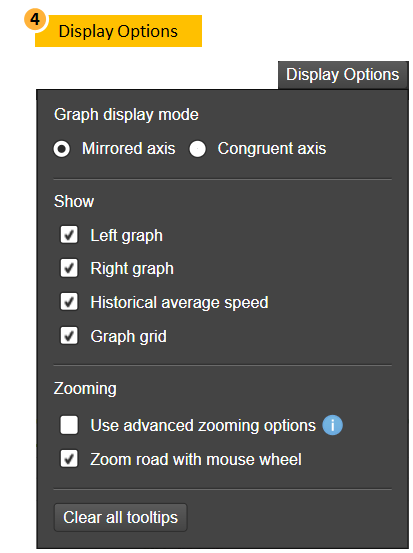 4
Display Options
Display Options
Graph display mode
Mirrored axis Congruent axis
Show
Left graph
Right graph
Historical average speed
Graph grid
Zooming
Use advanced zooming options i
Zoom road with mouse wheel
Clear all tooltips